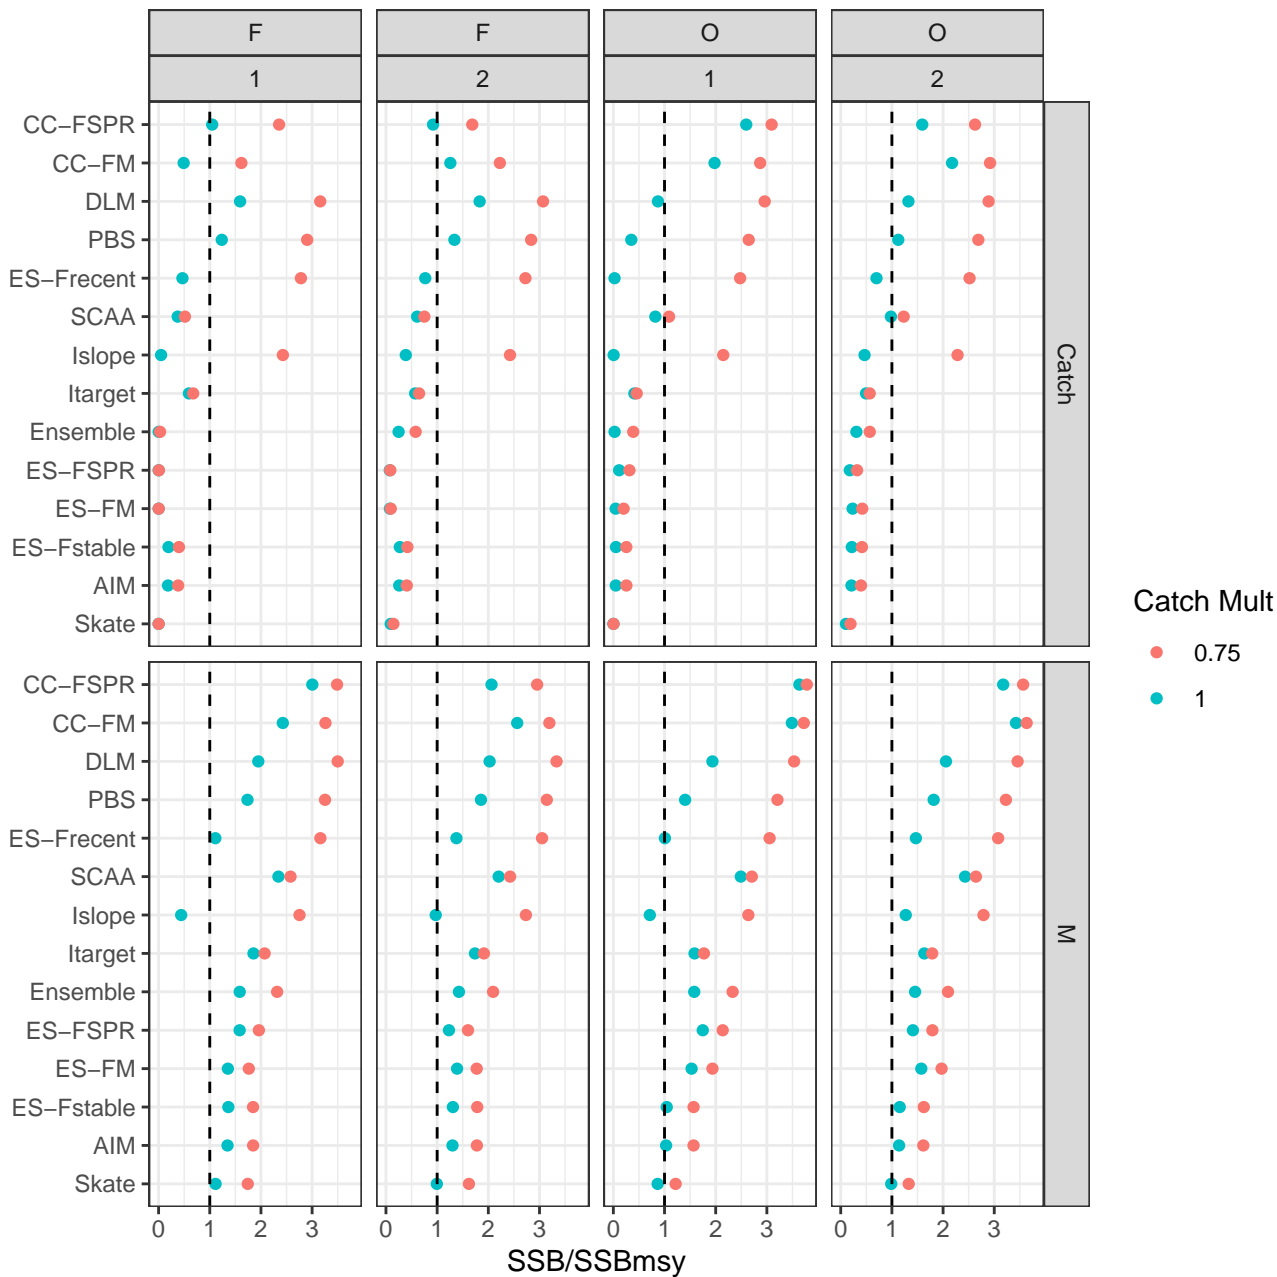 F F O O
1 2 1 2
CC−FSPR
CC−FM
DLM
PBS
ES−Frecent
SCAA
Islope
Itarget
Ensemble
ES−FSPR
ES−FM
ES−Fstable
AIM
Skate
Catch
CC−FSPR
CC−FM
DLM
PBS
ES−Frecent
SCAA
Islope
Itarget
Ensemble
ES−FSPR
ES−FM
ES−Fstable
AIM
Skate
M
0 1 2 3 0 1 2 3 0 1 2 3 0 1 2 3
SSB/SSBmsy
Catch Mult
0.75
1